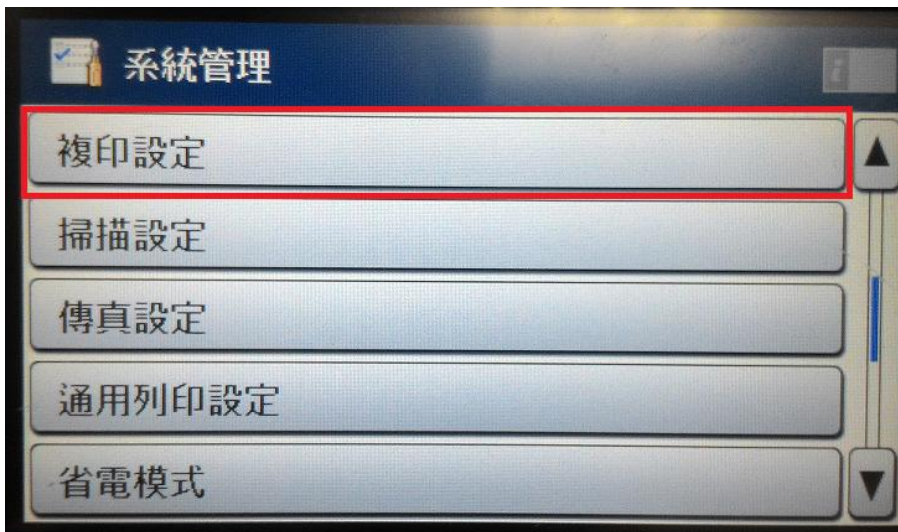 系統管理
複印設定
掃描設定
傳真設定
通用列印設定
省電模式